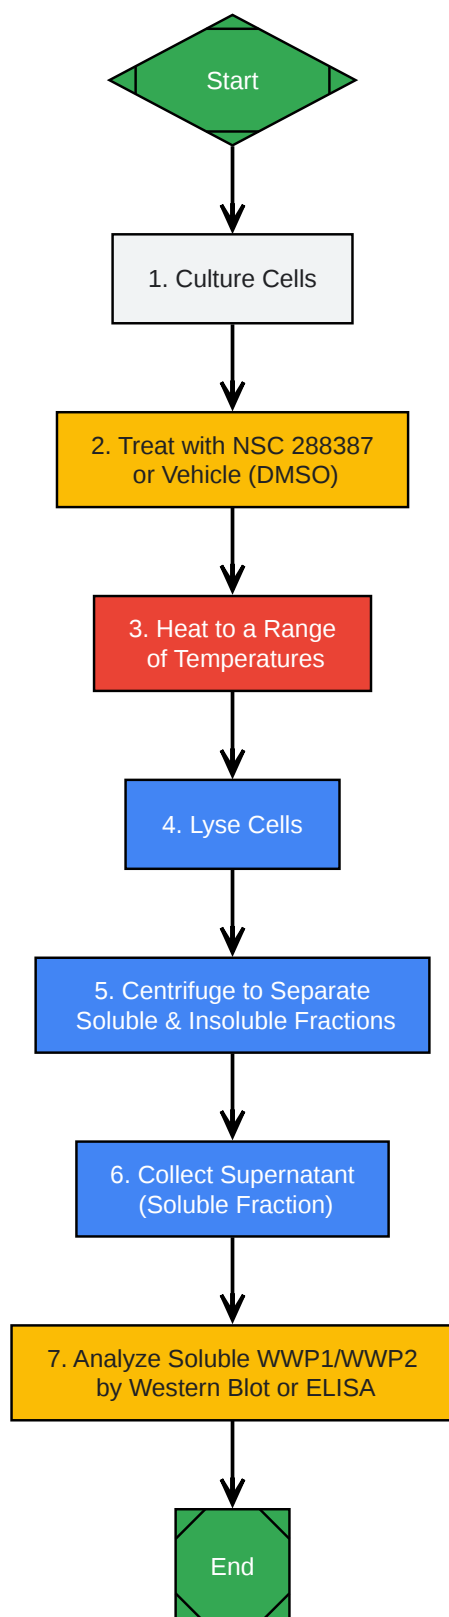 Start
1. Culture Cells
2. Treat with NSC 288387
or Vehicle (DMSO)
3. Heat to a Range
of Temperatures
4. Lyse Cells
5. Centrifuge to Separate
Soluble & Insoluble Fractions
6. Collect Supernatant
(Soluble Fraction)
7. Analyze Soluble WWP1/WWP2
by Western Blot or ELISA
End